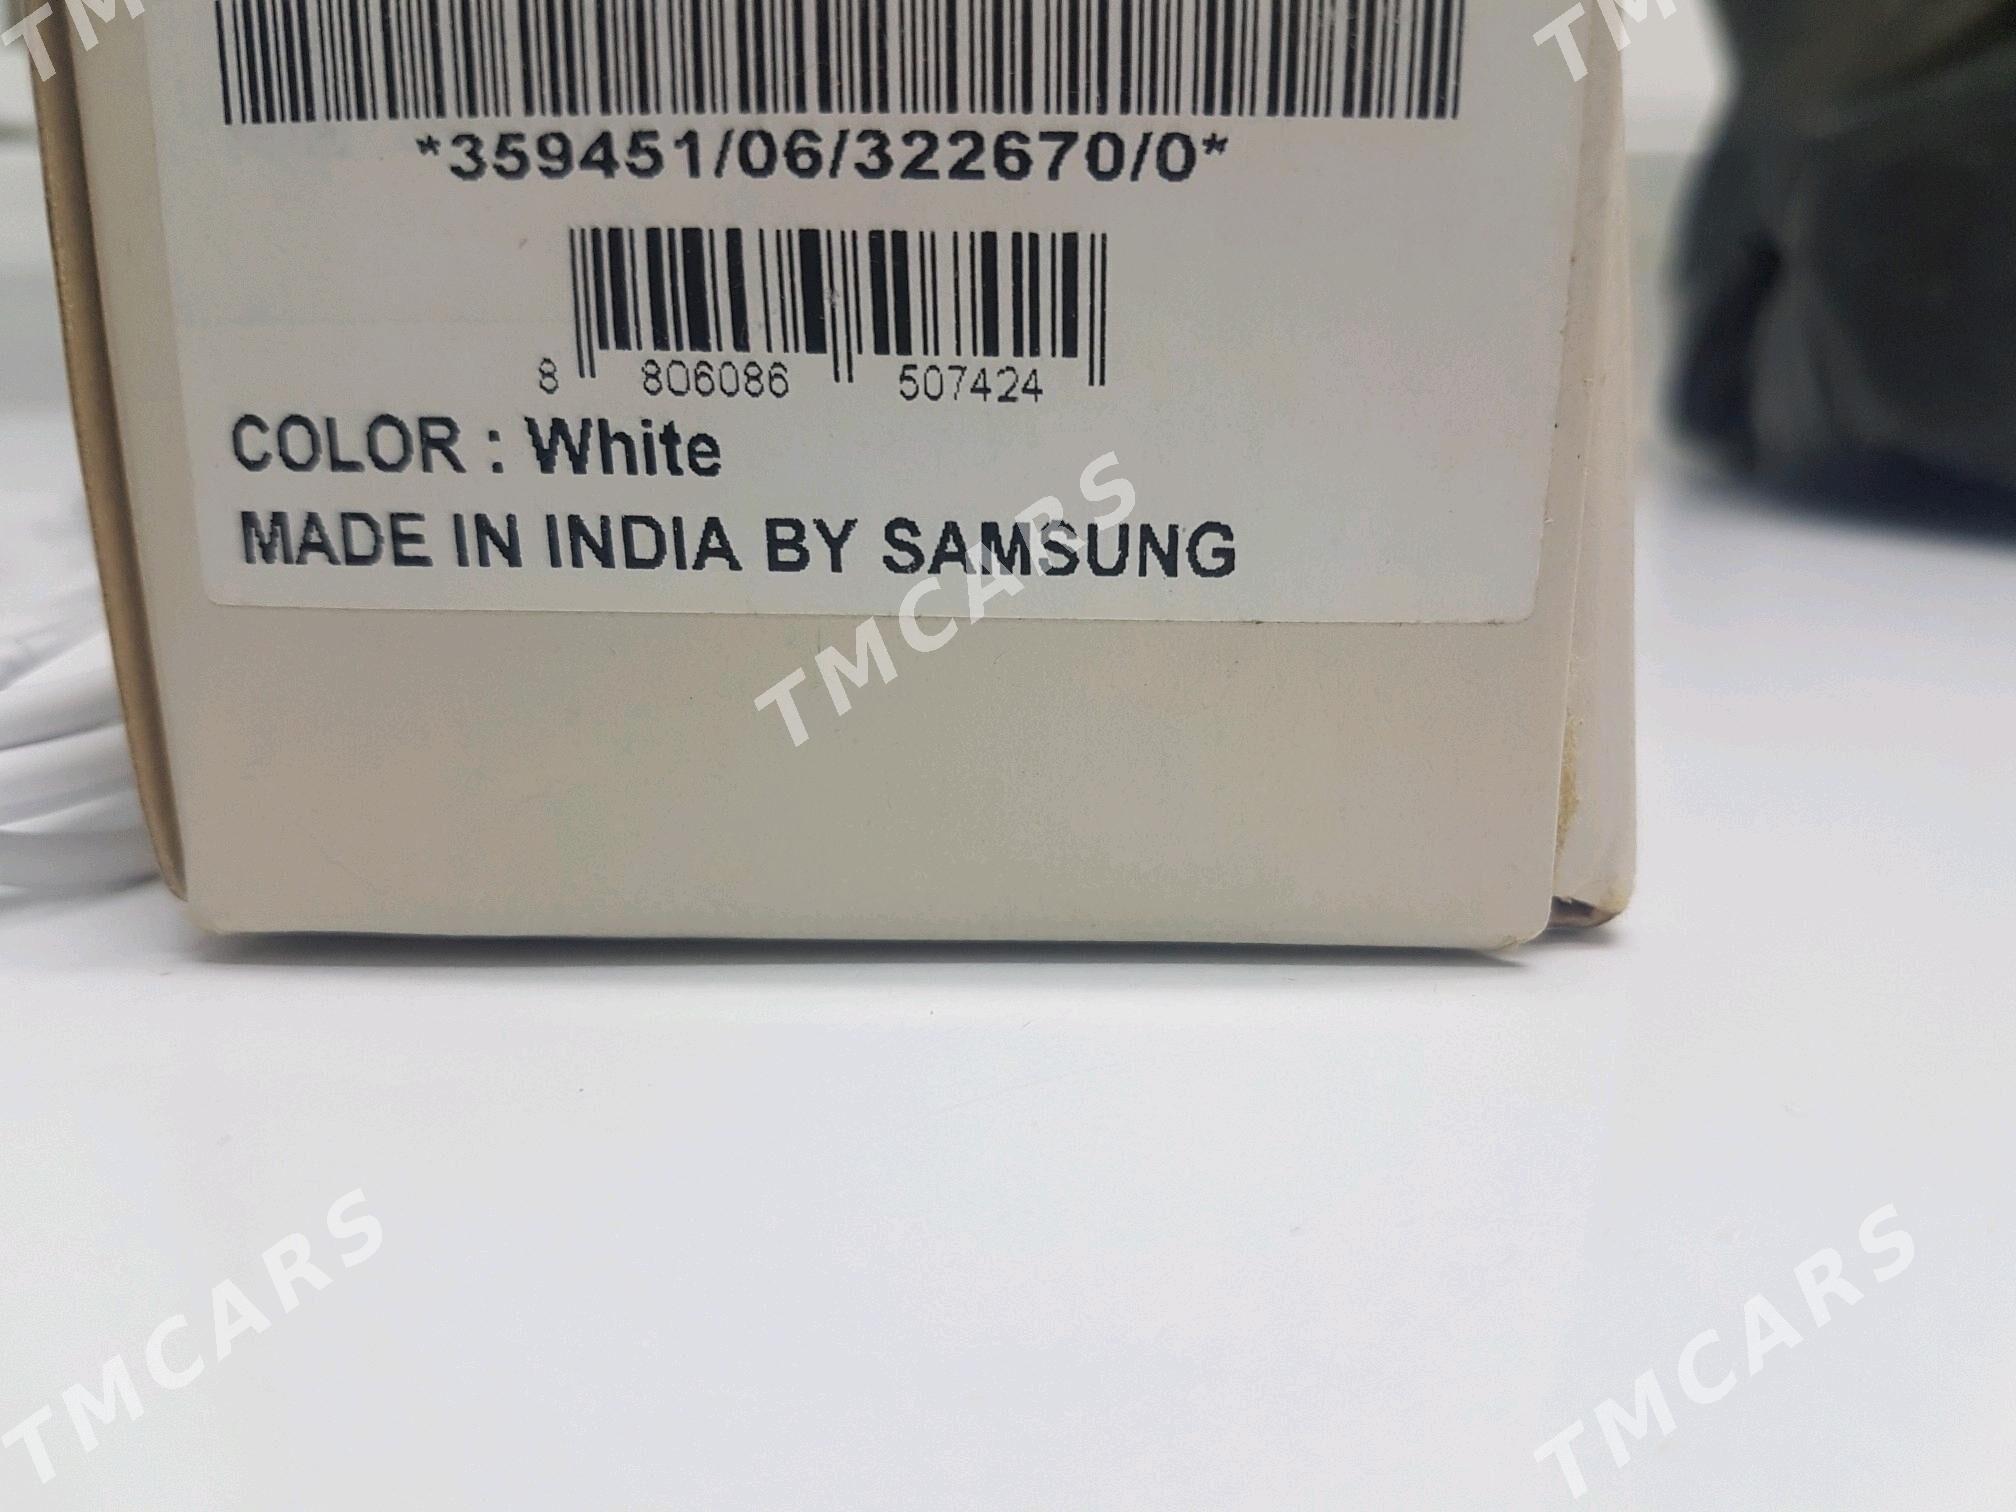 *359451/06/322670/0*
8 806086 507424
COLOR : White
MADE IN INDIA BY SAMSUNG
TMCARS
TMCARS
TMCARS